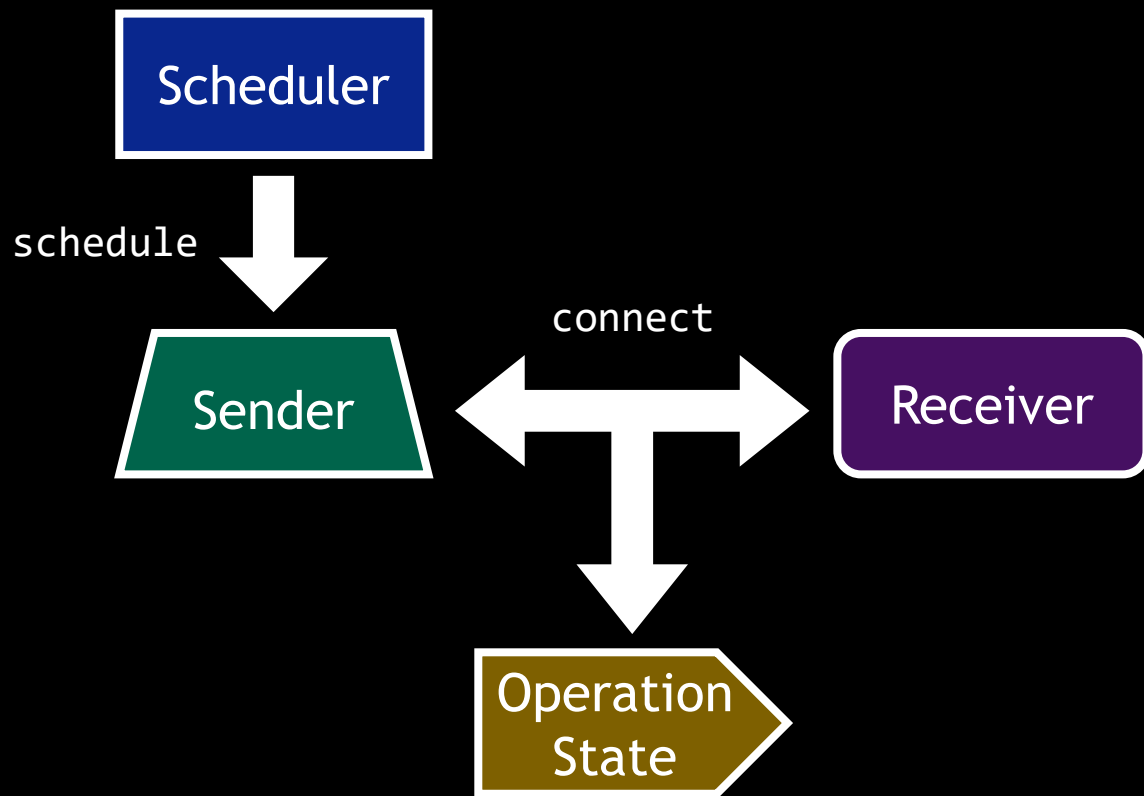 Scheduler
schedule
connect
Sender
Receiver
Operation
State